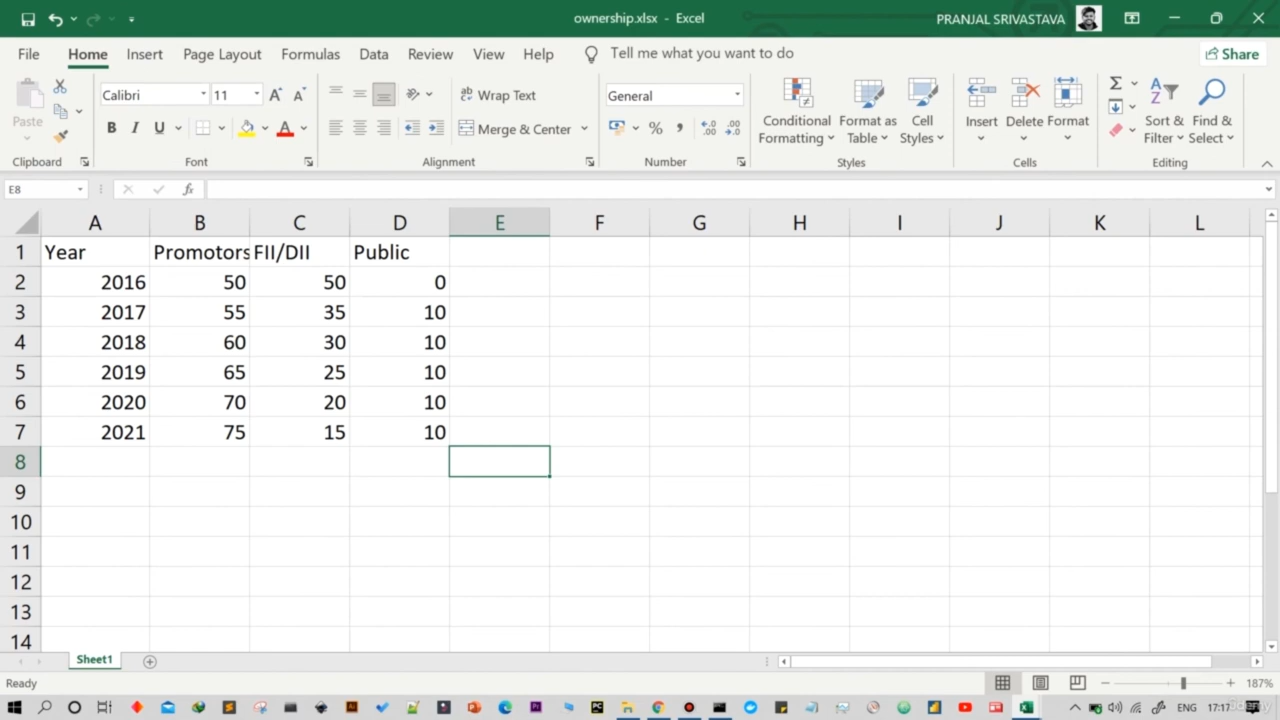 ownership.xlsx - Excel
PRANJAL SRIVASTAVA
File Home Insert Page Layout Formulas Data Review View Help Tell me what you want to do Share
Paste
Calibri 11
B I U A
Wrap Text
Merge & Center
General
%
Conditional Formatting
Format as Table
Cell Styles
Insert Delete Format
Sort & Filter
Find & Select
Clipboard Font Alignment Number Styles Cells Editing
E8 fx
A B C D E F G H I J K L
1 Year Promotors FII/DII Public
2 2016 50 50 0
3 2017 55 35 10
4 2018 60 30 10
5 2019 65 25 10
6 2020 70 20 10
7 2021 75 15 10
8
9
10
11
12
13
14
Sheet1
Ready 187%
ENG 17:17